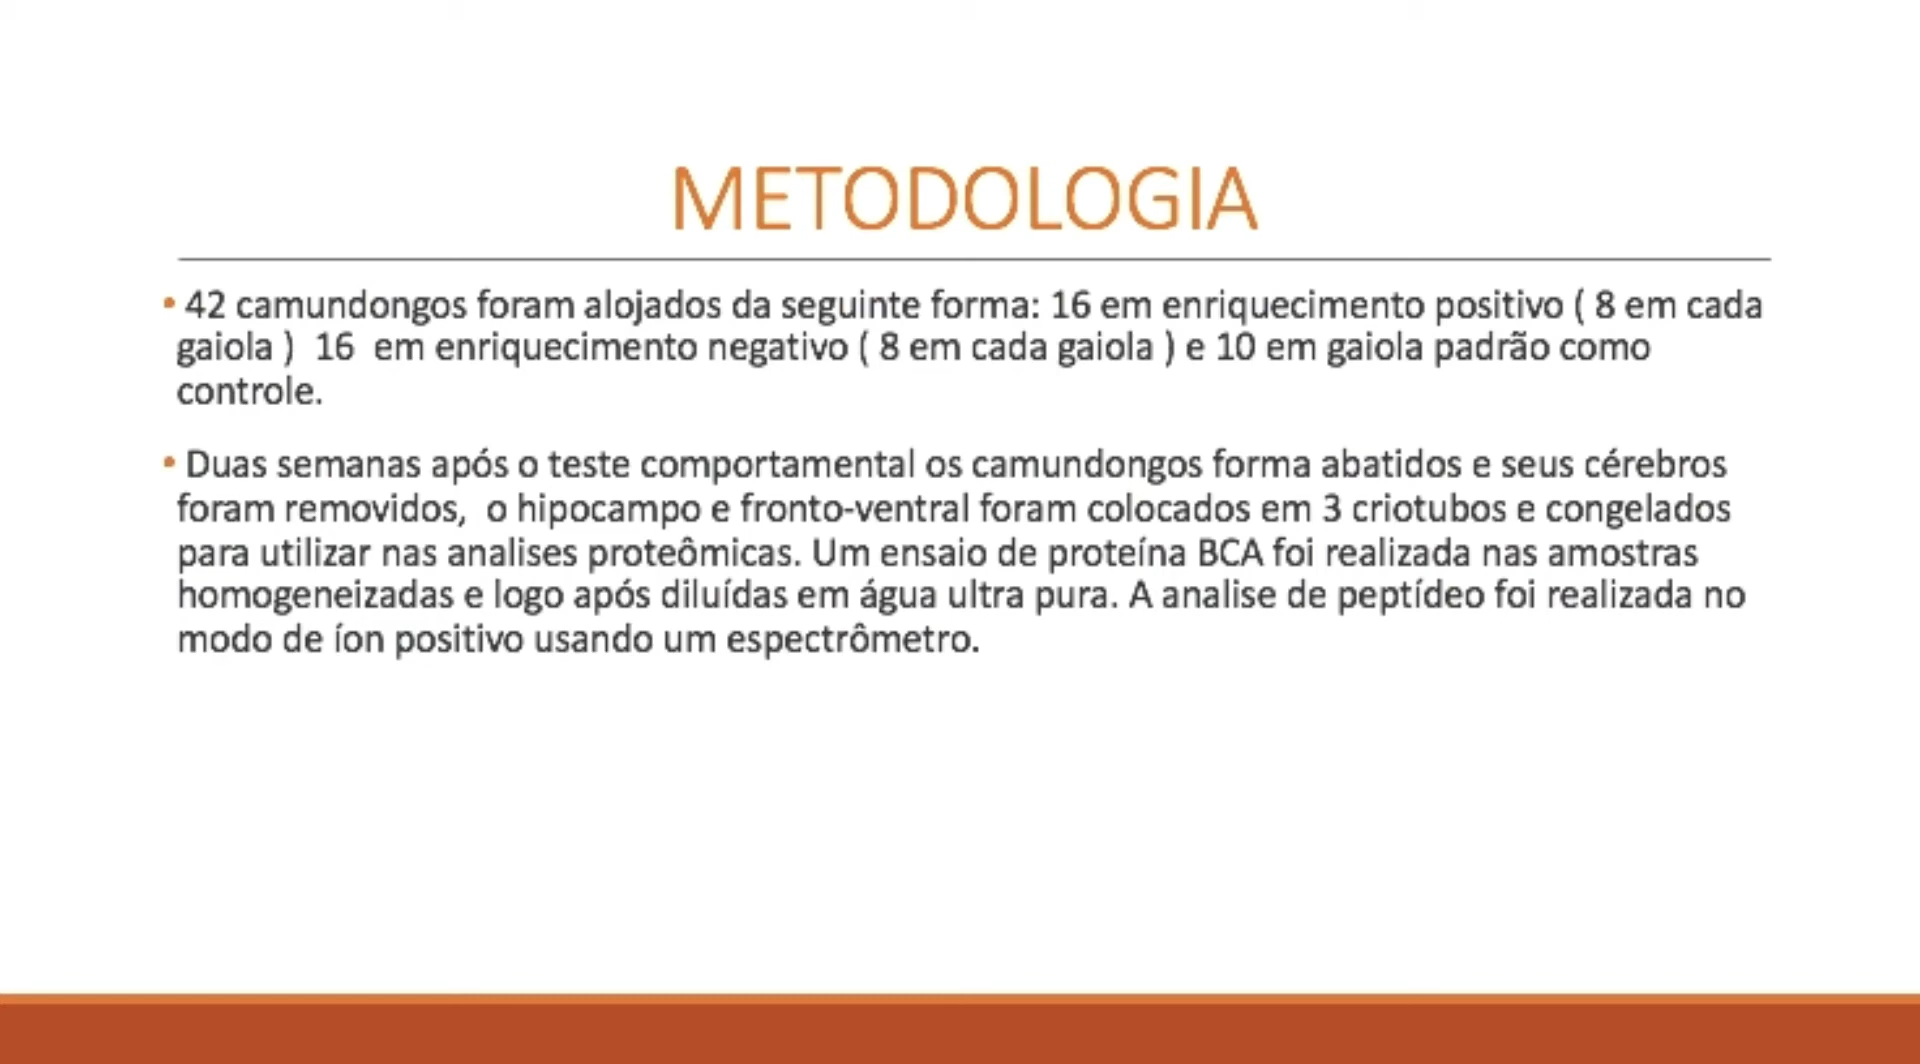 METODOLOGIA
• 42 camundongos foram alojados da seguinte forma: 16 em enriquecimento positivo ( 8 em cada
gaiola ) 16 em enriquecimento negativo ( 8 em cada gaiola ) e 10 em gaiola padrão como
controle.
• Duas semanas após o teste comportamental os camundongos forma abatidos e seus cérebros
foram removidos, o hipocampo e fronto-ventral foram colocados em 3 criotubos e congelados
para utilizar nas analises proteômicas. Um ensaio de proteína BCA foi realizada nas amostras
homogeneizadas e logo após diluídas em água ultra pura. A analise de peptídeo foi realizada no
modo de íon positivo usando um espectrômetro.